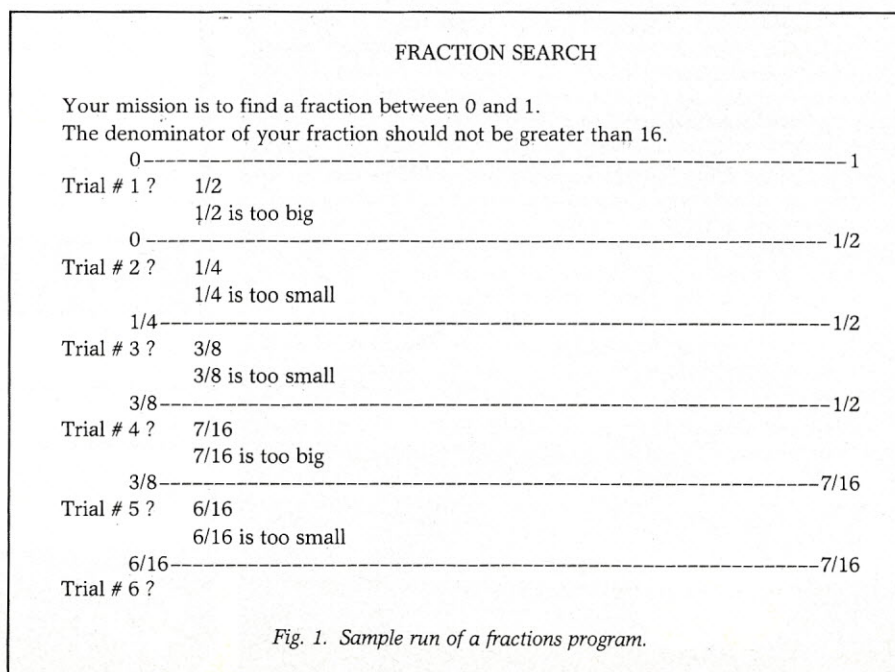 FRACTION SEARCH
Your mission is to find a fraction between 0 and 1.
The denominator of your fraction should not be greater than 16.
0--------------------------------------------------1
Trial # 1 ? 1/2
1/2 is too big
0 -------------------------------------------------- 1/2
Trial # 2 ? 1/4
1/4 is too small
1/4--------------------------------------------------1/2
Trial # 3 ? 3/8
3/8 is too small
3/8--------------------------------------------------1/2
Trial # 4 ? 7/16
7/16 is too big
3/8--------------------------------------------------7/16
Trial # 5 ? 6/16
6/16 is too small
6/16--------------------------------------------------7/16
Trial # 6 ?
Fig. 1. Sample run of a fractions program.